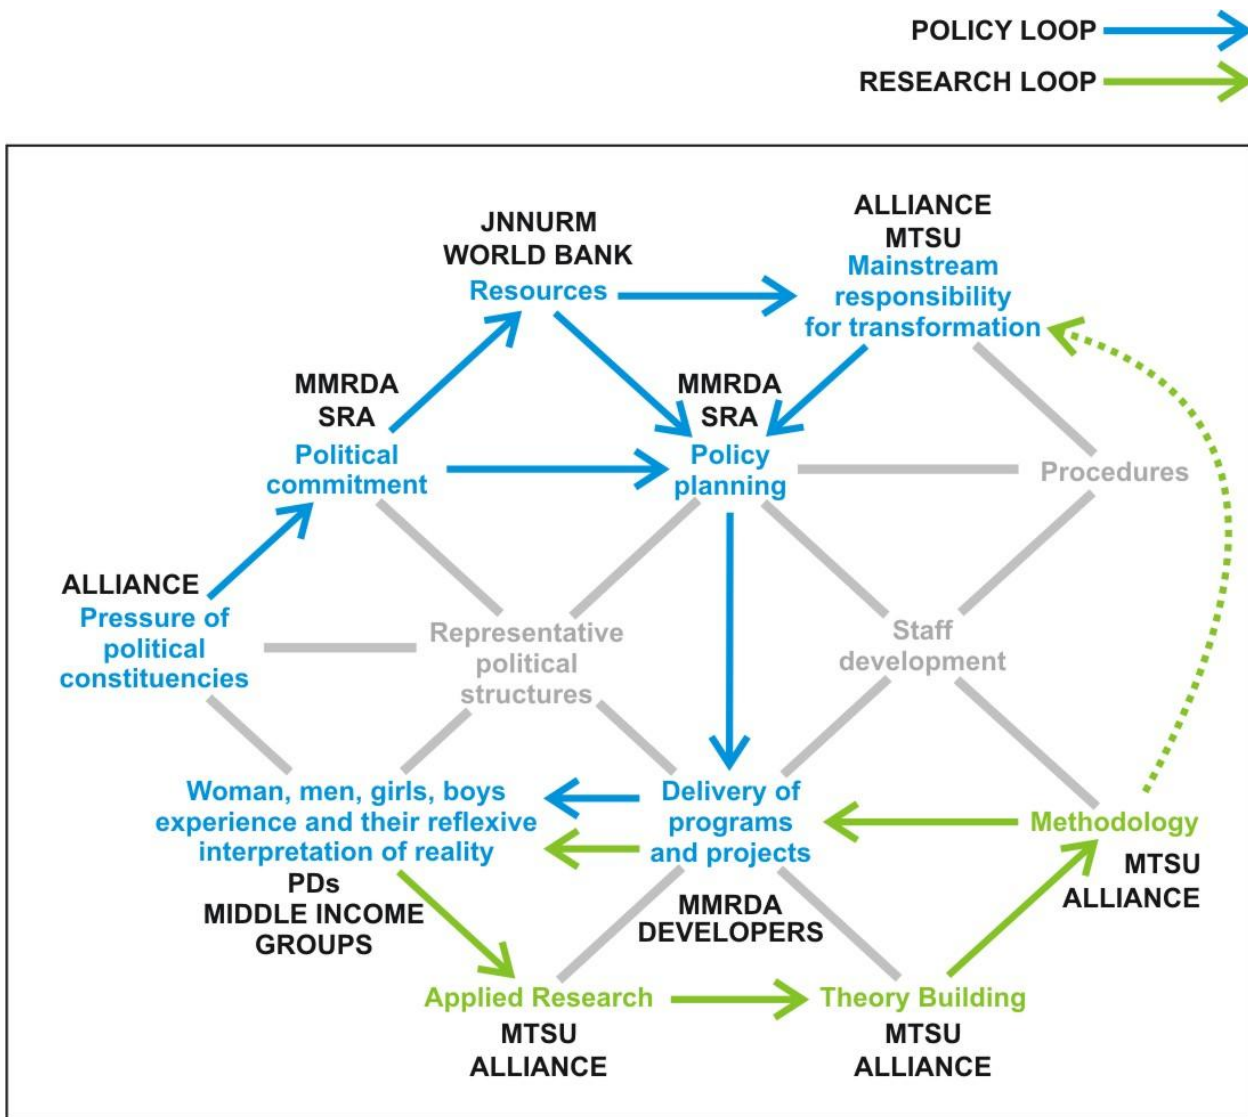 POLICY LOOP
RESEARCH LOOP
JNNURM
WORLD BANK
Resources
ALLIANCE
MTSU
Mainstream
responsibility
for transformation
MMRDA
SRA
Political
commitment
MMRDA
SRA
Policy
planning
Procedures
ALLIANCE
Pressure of
political
constituencies
Representative
political
structures
Staff
development
Woman, men, girls, boys
experience and their reflexive
interpretation of reality
PDs
MIDDLE INCOME
GROUPS
Delivery of
programs
and projects
MMRDA
DEVELOPERS
Methodology
MTSU
ALLIANCE
Applied Research
MTSU
ALLIANCE
Theory Building
MTSU
ALLIANCE